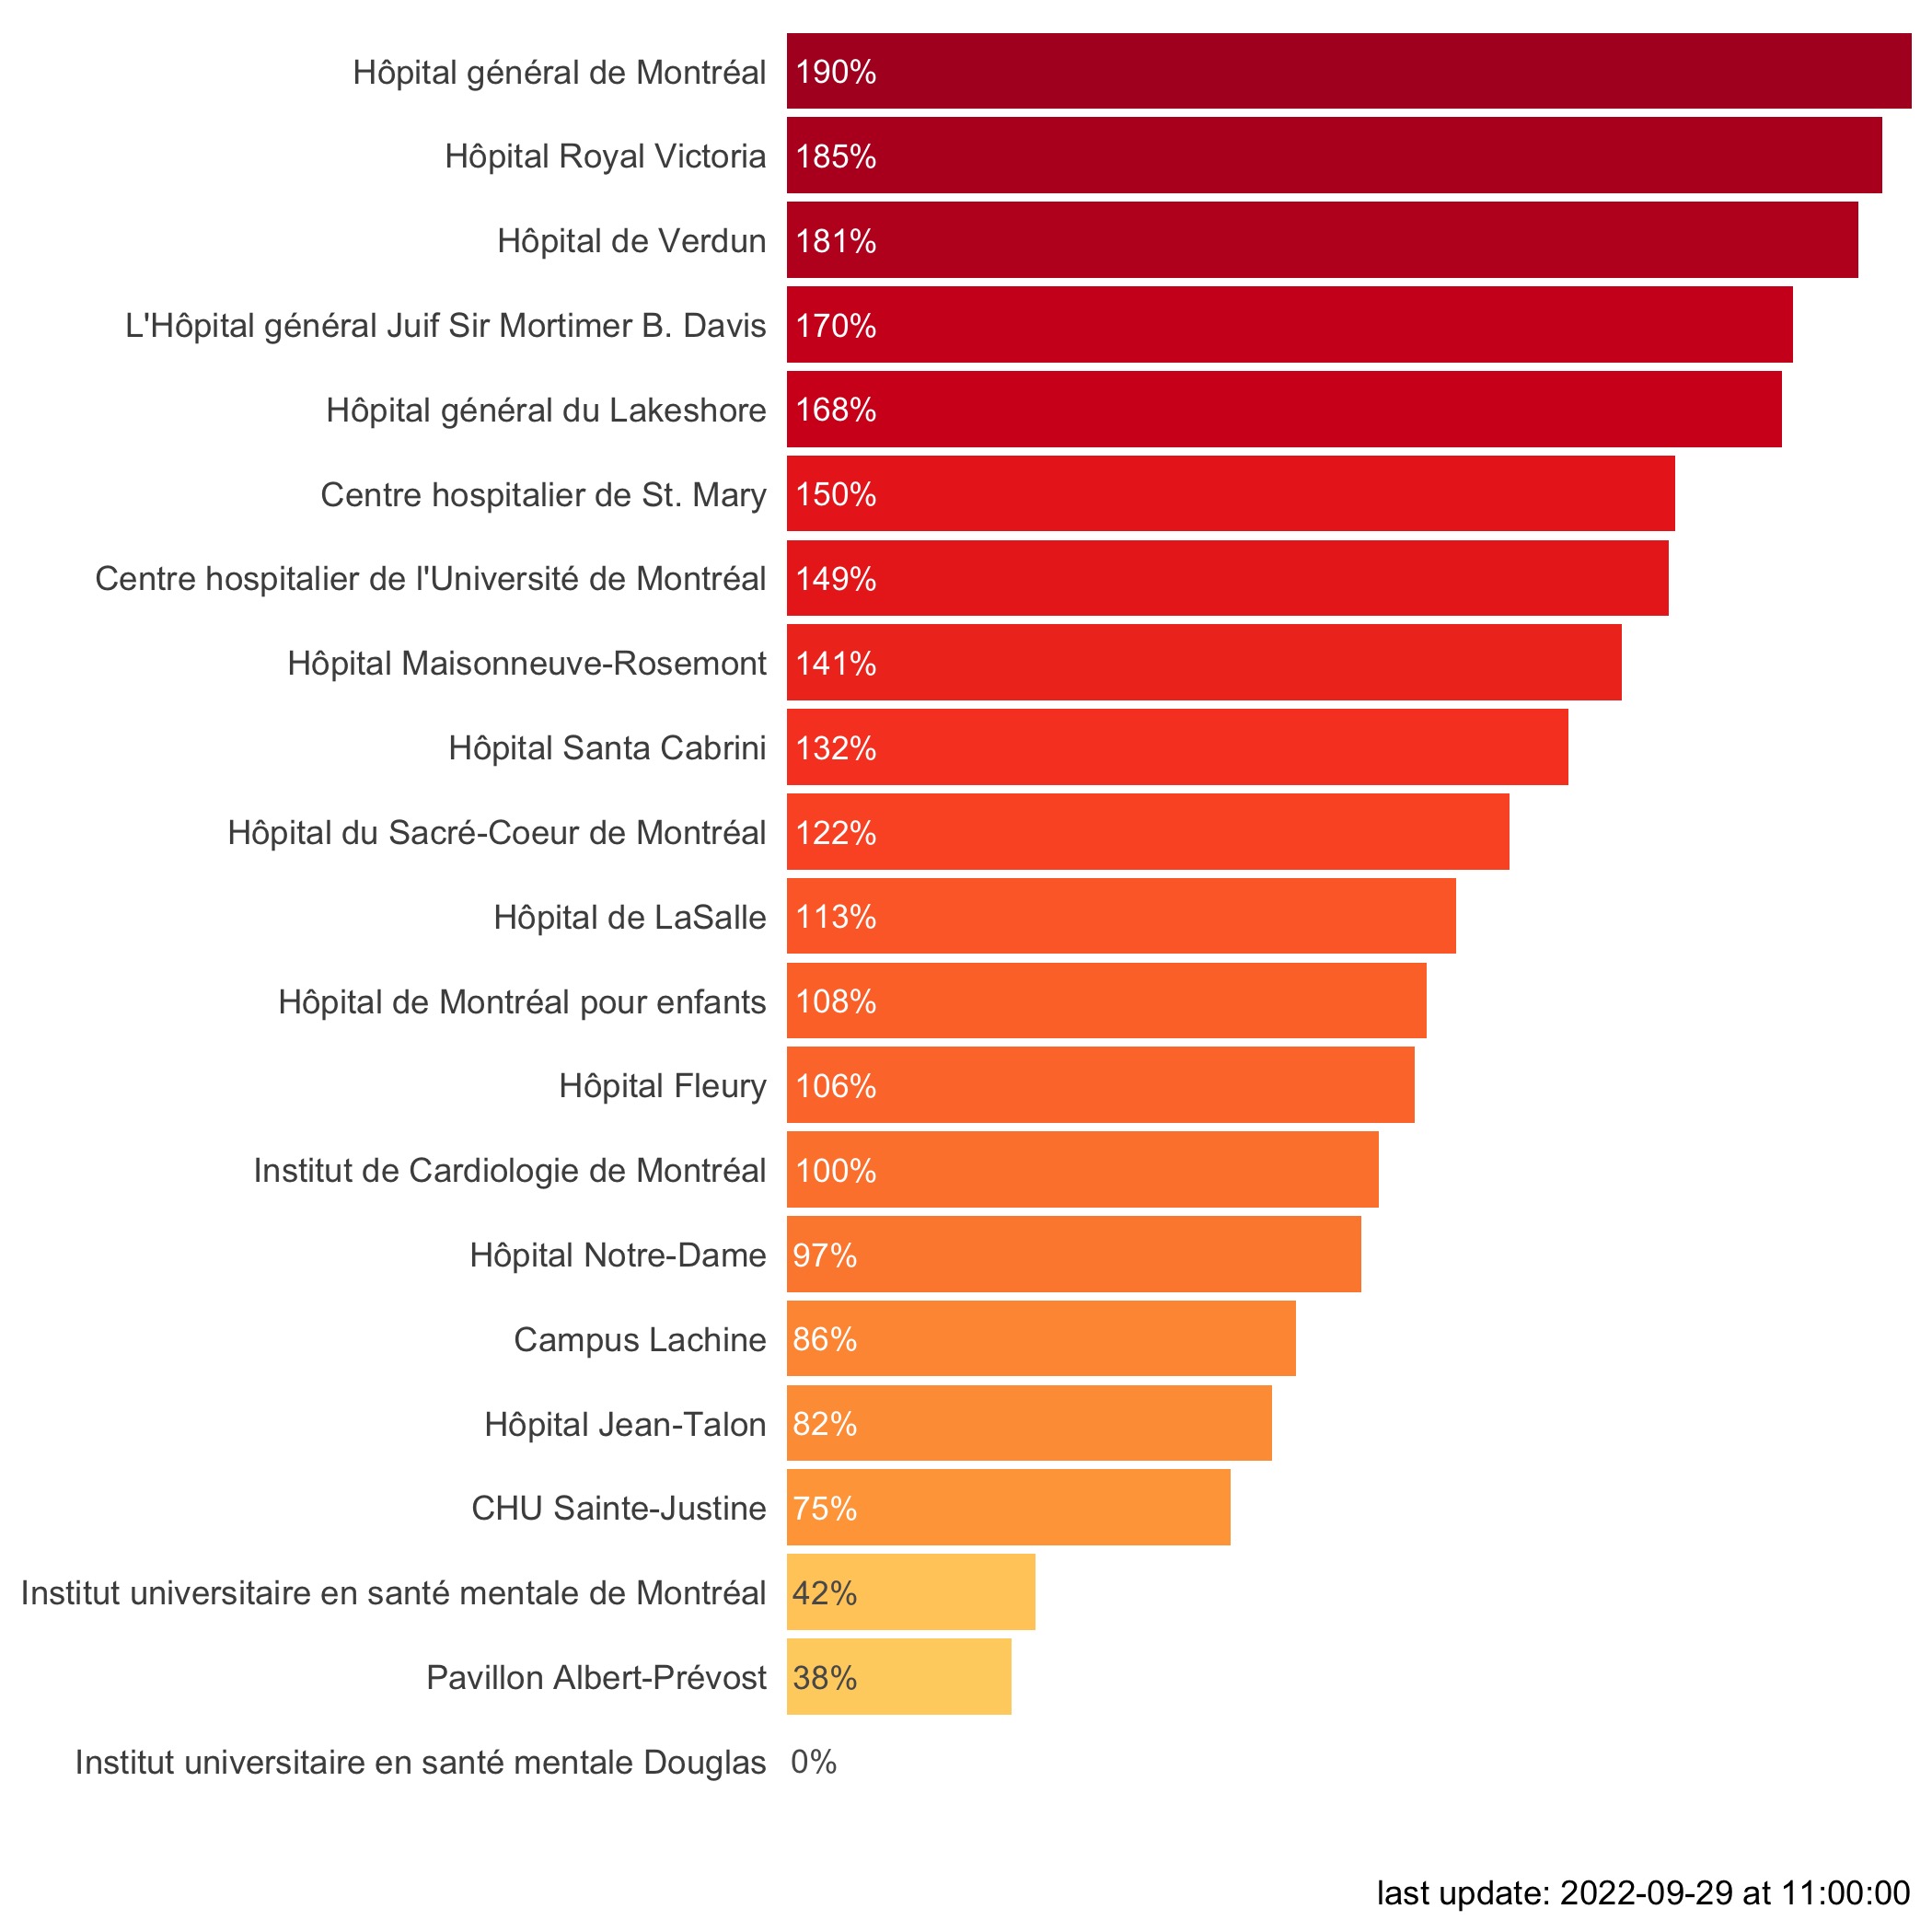 Hôpital général de Montréal 190%
Hôpital Royal Victoria 185%
Hôpital de Verdun 181%
L'Hôpital général Juif Sir Mortimer B. Davis 170%
Hôpital général du Lakeshore 168%
Centre hospitalier de St. Mary 150%
Centre hospitalier de l'Université de Montréal 149%
Hôpital Maisonneuve-Rosemont 141%
Hôpital Santa Cabrini 132%
Hôpital du Sacré-Coeur de Montréal 122%
Hôpital de LaSalle 113%
Hôpital de Montréal pour enfants 108%
Hôpital Fleury 106%
Institut de Cardiologie de Montréal 100%
Hôpital Notre-Dame 97%
Campus Lachine 86%
Hôpital Jean-Talon 82%
CHU Sainte-Justine 75%
Institut universitaire en santé mentale de Montréal 42%
Pavillon Albert-Prévost 38%
Institut universitaire en santé mentale Douglas 0%
last update: 2022-09-29 at 11:00:00